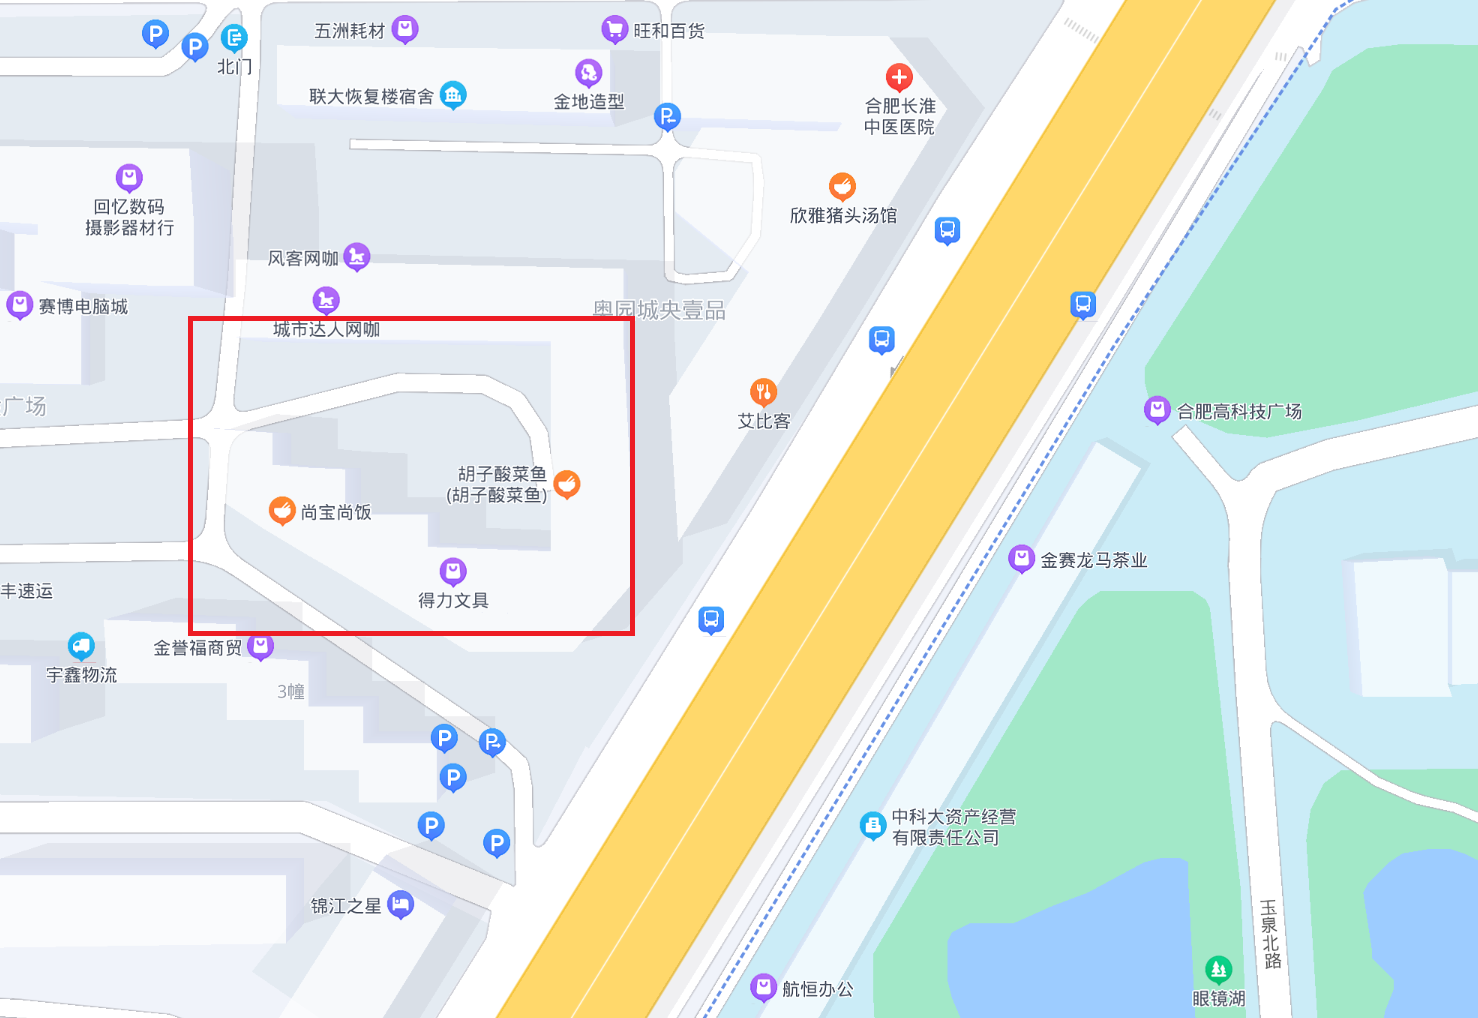 五洲耗材
旺和百货
北门
联大恢复楼宿舍
金地造型
合肥长淮
中医医院
回忆数码
摄影器材行
欣雅猪头汤馆
风客网咖
赛博电脑城
奥园城央壹品
城市达人网咖
广场
艾比客
合肥高科技广场
胡子酸菜鱼
(胡子酸菜鱼)
尚宝尚饭
金赛龙马茶业
得力文具
丰速运
金誉福商贸
宇鑫物流
3幢
中科大资产经营
有限责任公司
锦江之星
玉泉北路
航恒办公
眼镜湖